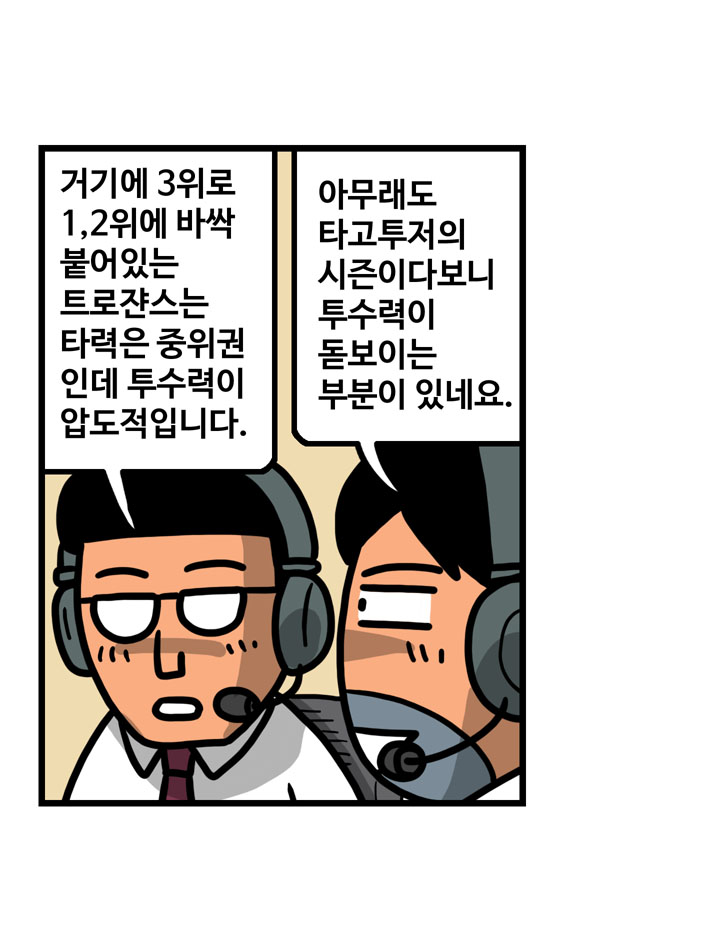 거기에 3위로
1,2위에 바싹
붙어있는
트로쟌스는
타력은 중위권
인데 투수력이
압도적입니다.
아무래도
타고투저의
시즌이다보니
투수력이
돋보이는
부분이 있네요.